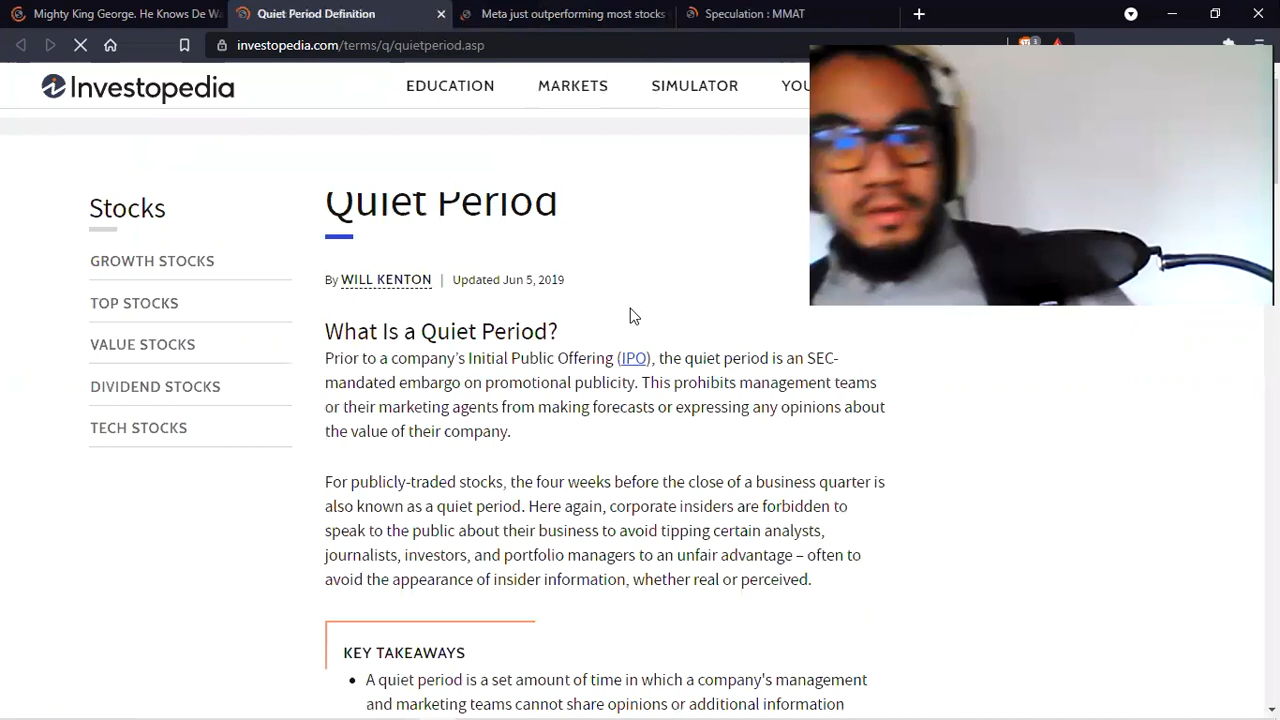 Mighty King George. He Knows De Wa
Quiet Period Definition
Meta just outperforming most stocks
Speculation : MMAT
investopedia.com/terms/q/quietperiod.asp
3
Investopedia
EDUCATION
MARKETS
SIMULATOR
YOU
Stocks
GROWTH STOCKS
TOP STOCKS
VALUE STOCKS
DIVIDEND STOCKS
TECH STOCKS
Quiet Period
By WILL KENTON | Updated Jun 5, 2019
What Is a Quiet Period?
Prior to a company's Initial Public Offering (IPO), the quiet period is an SEC-
mandated embargo on promotional publicity. This prohibits management teams
or their marketing agents from making forecasts or expressing any opinions about
the value of their company.
For publicly-traded stocks, the four weeks before the close of a business quarter is
also known as a quiet period. Here again, corporate insiders are forbidden to
speak to the public about their business to avoid tipping certain analysts,
journalists, investors, and portfolio managers to an unfair advantage – often to
avoid the appearance of insider information, whether real or perceived.
KEY TAKEAWAYS
• A quiet period is a set amount of time in which a company's management
and marketing teams cannot share opinions or additional information